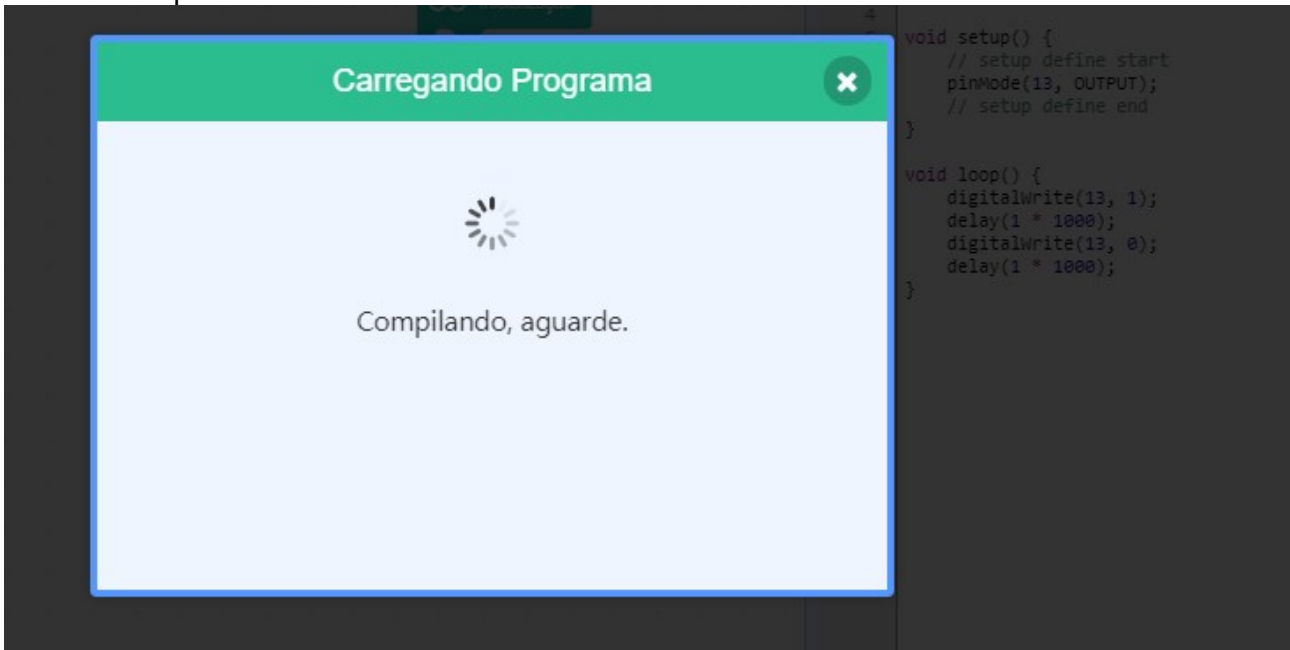 Carregando Programa
Compilando, aguarde.
4
void setup() {
// setup define start
pinMode(13, OUTPUT);
// setup define end
}
void loop() {
digitalWrite(13, 1);
delay(1 * 1000);
digitalWrite(13, 0);
delay(1 * 1000);
}